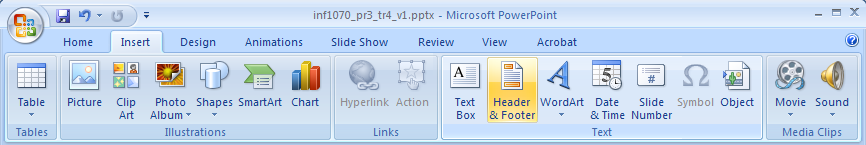 inf1070_pr3_tr4_v1.pptx - Microsoft PowerPoint
Home Insert Design Animations Slide Show Review View Acrobat
Table Picture Clip Art Photo Album Shapes SmartArt Chart Hyperlink Action Text Box Header & Footer WordArt Date & Time Slide Number Symbol Object Movie Sound
Tables Illustrations Links Text Media Clips